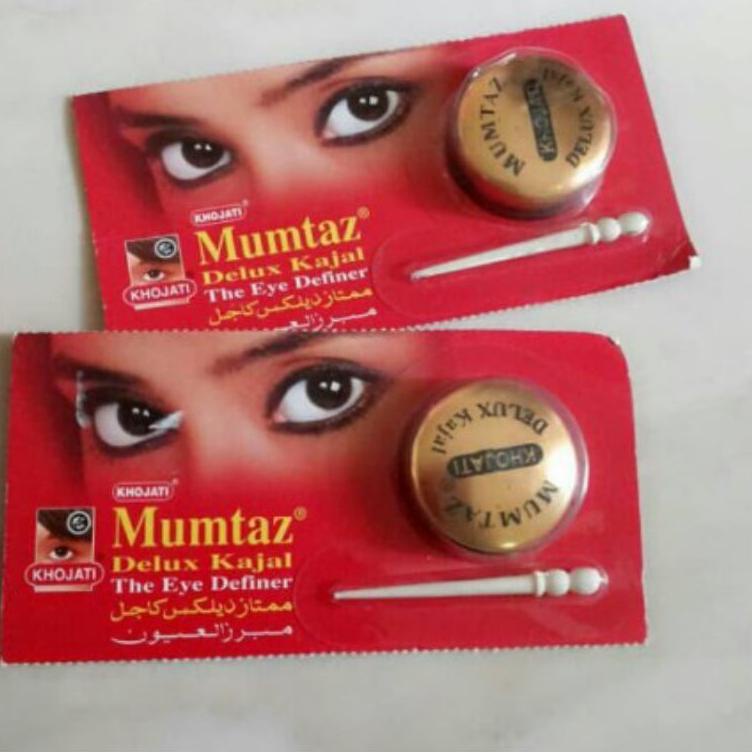 MUMTAZ
KHOJATI
DELUX Kajal
KHOJATI
Mumtaz®
Delux Kajal
The Eye Definer
ممتاز ديلكس كاجل
مبرز العي
KHOJATI
DELUX Kajal
KHOJATI
MUMTAZ
KHOJATI
Mumtaz®
Delux Kajal
The Eye Definer
ممتاز ديلكس كاجل
مبرز العيون
KHOJATI